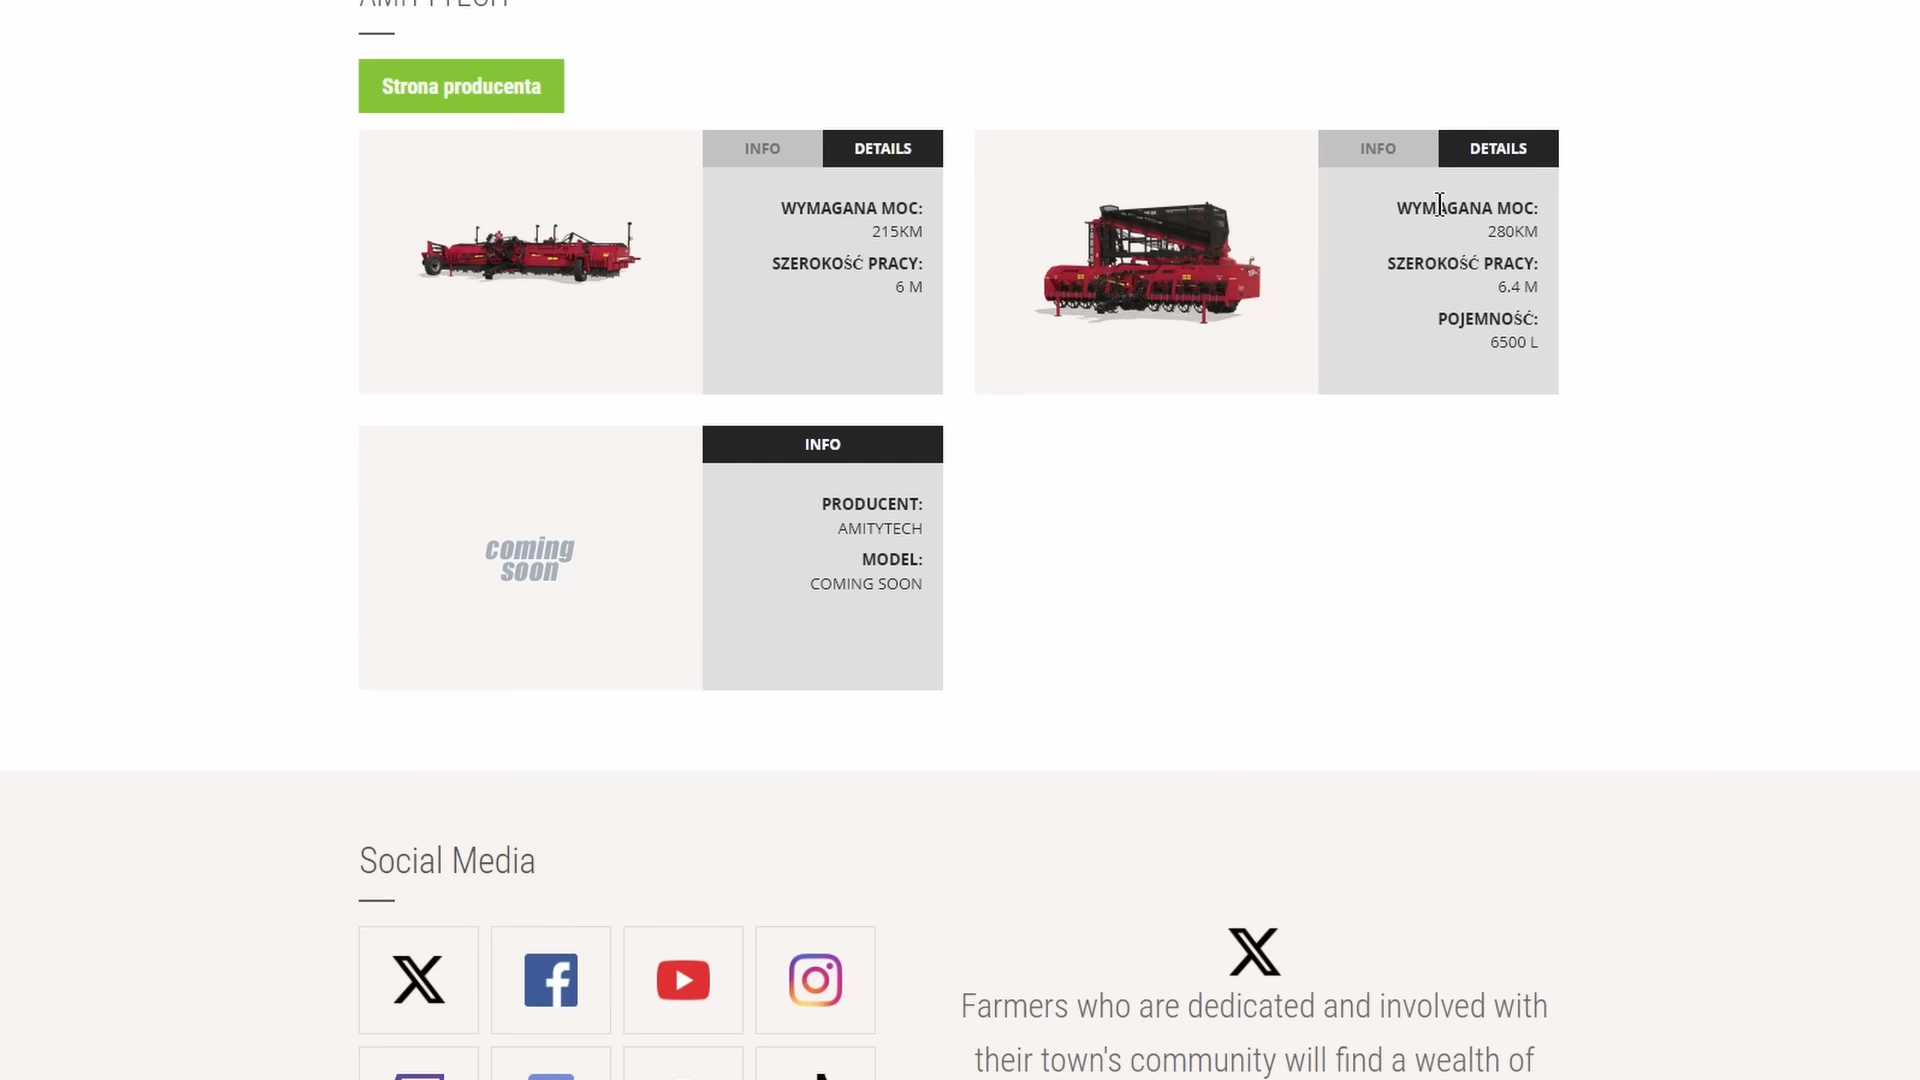 AMITYTECH
Strona producenta
INFO
DETAILS
WYMAGANA MOC:
215KM
SZEROKOŚĆ PRACY:
6 M
INFO
DETAILS
WYMAGANA MOC:
280KM
SZEROKOŚĆ PRACY:
6.4 M
POJEMNOŚĆ:
6500 L
coming
soon
INFO
PRODUCENT:
AMITYTECH
MODEL:
COMING SOON
Social Media
Farmers who are dedicated and involved with
their town's community will find a wealth of